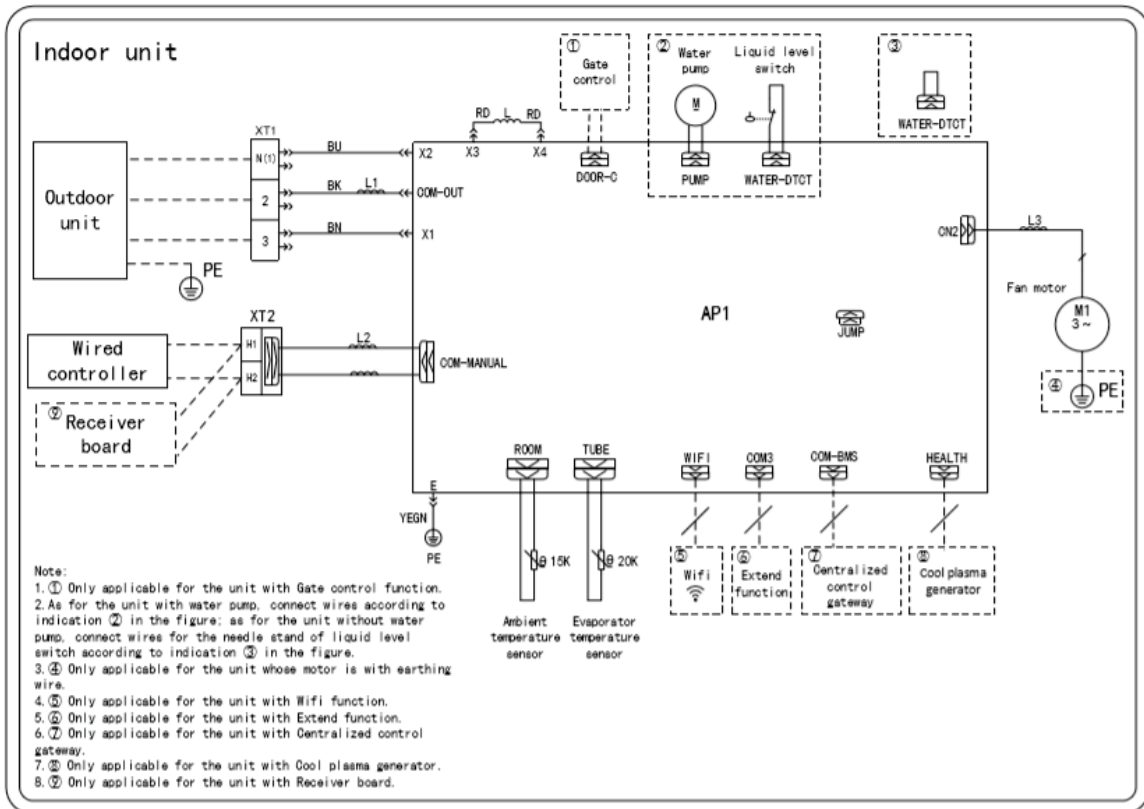 Indoor unit
①
Gate
control
②
Water
pump
Liquid level
switch
③
M
WATER-DTCT
RD
L
RD
X3
X4
DOOR-C
PUMP
WATER-DTCT
XT1
N(1)
2
3
BU
BK
L1
BN
X2
COM-OUT
X1
Outdoor
unit
PE
CN2
L3
Fan motor
M1
3~
④
PE
AP1
JUMP
XT2
H1
H2
L2
COM-MANUAL
Wired
controller
⑨
Receiver
board
ROOM
TUBE
WIFI
COM3
COM-BMS
HEALTH
E
YEGN
PE
θ 15K
θ 20K
⑤
Wifi
⑥
Extend
function
⑦
Centralized
control
gateway
⑧
Cool plasma
generator
Ambient
temperature
sensor
Evaporator
temperature
sensor
Note:
1. ① Only applicable for the unit with Gate control function.
2. As for the unit with water pump, connect wires according to
indication ② in the figure; as for the unit without water
pump, connect wires for the needle stand of liquid level
switch according to indication ③ in the figure.
3. ④ Only applicable for the unit whose motor is with earthing
wire.
4. ⑤ Only applicable for the unit with Wifi function.
5. ⑥ Only applicable for the unit with Extend function.
6. ⑦ Only applicable for the unit with Centralized control
gateway.
7. ⑧ Only applicable for the unit with Cool plasma generator.
8. ⑨ Only applicable for the unit with Receiver board.